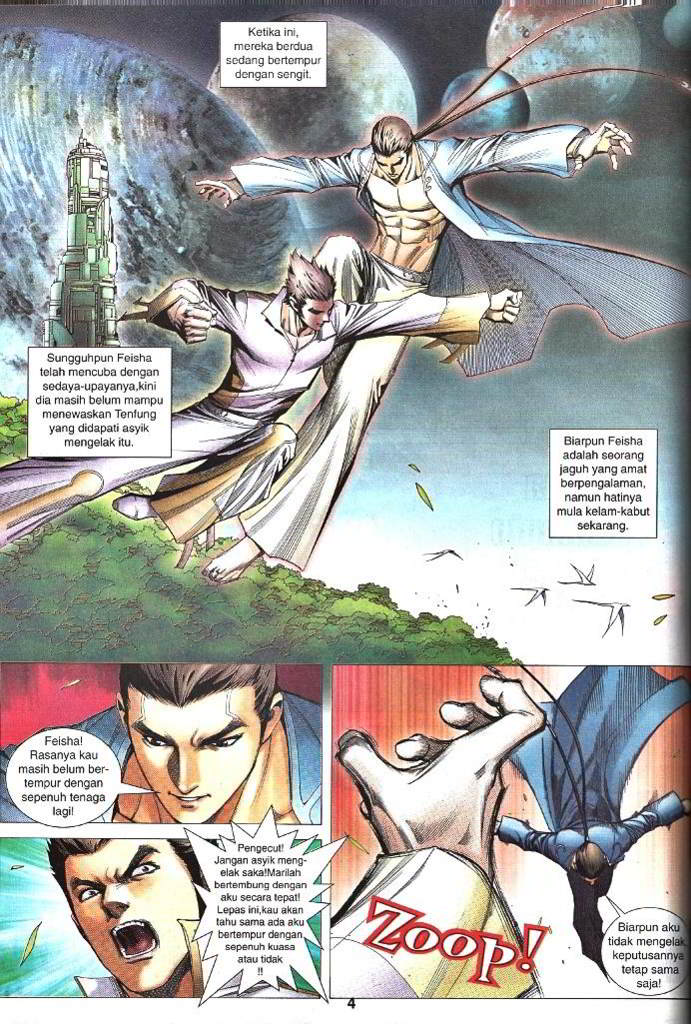 Ketika ini,
mereka berdua
sedang bertempur
dengan sengit.
Sungguhpun Feisha
telah mencuba dengan
sedaya-upayanya,kini
dia masih belum mampu
menewaskan Tenfung
yang didapati asyik
mengelak itu.
Biarpun Feisha
adalah seorang
jaguh yang amat
berpengalaman,
namun hatinya
mula kelam-kabut
sekarang.
Feisha!
Rasanya kau
masih belum ber-
tempur dengan
sepenuh tenaga
lagi!
Pengecut!
Jangan asyik meng-
elak saka!Marilah
bertembung dengan
aku secara tepat!
Lepas ini,kau akan
tahu sama ada aku
bertempur dengan
sepenuh kuasa
atau tidak
!!
ZOOP!
Biarpun aku
tidak mengelak,
keputusannya
tetap sama
saja!
4